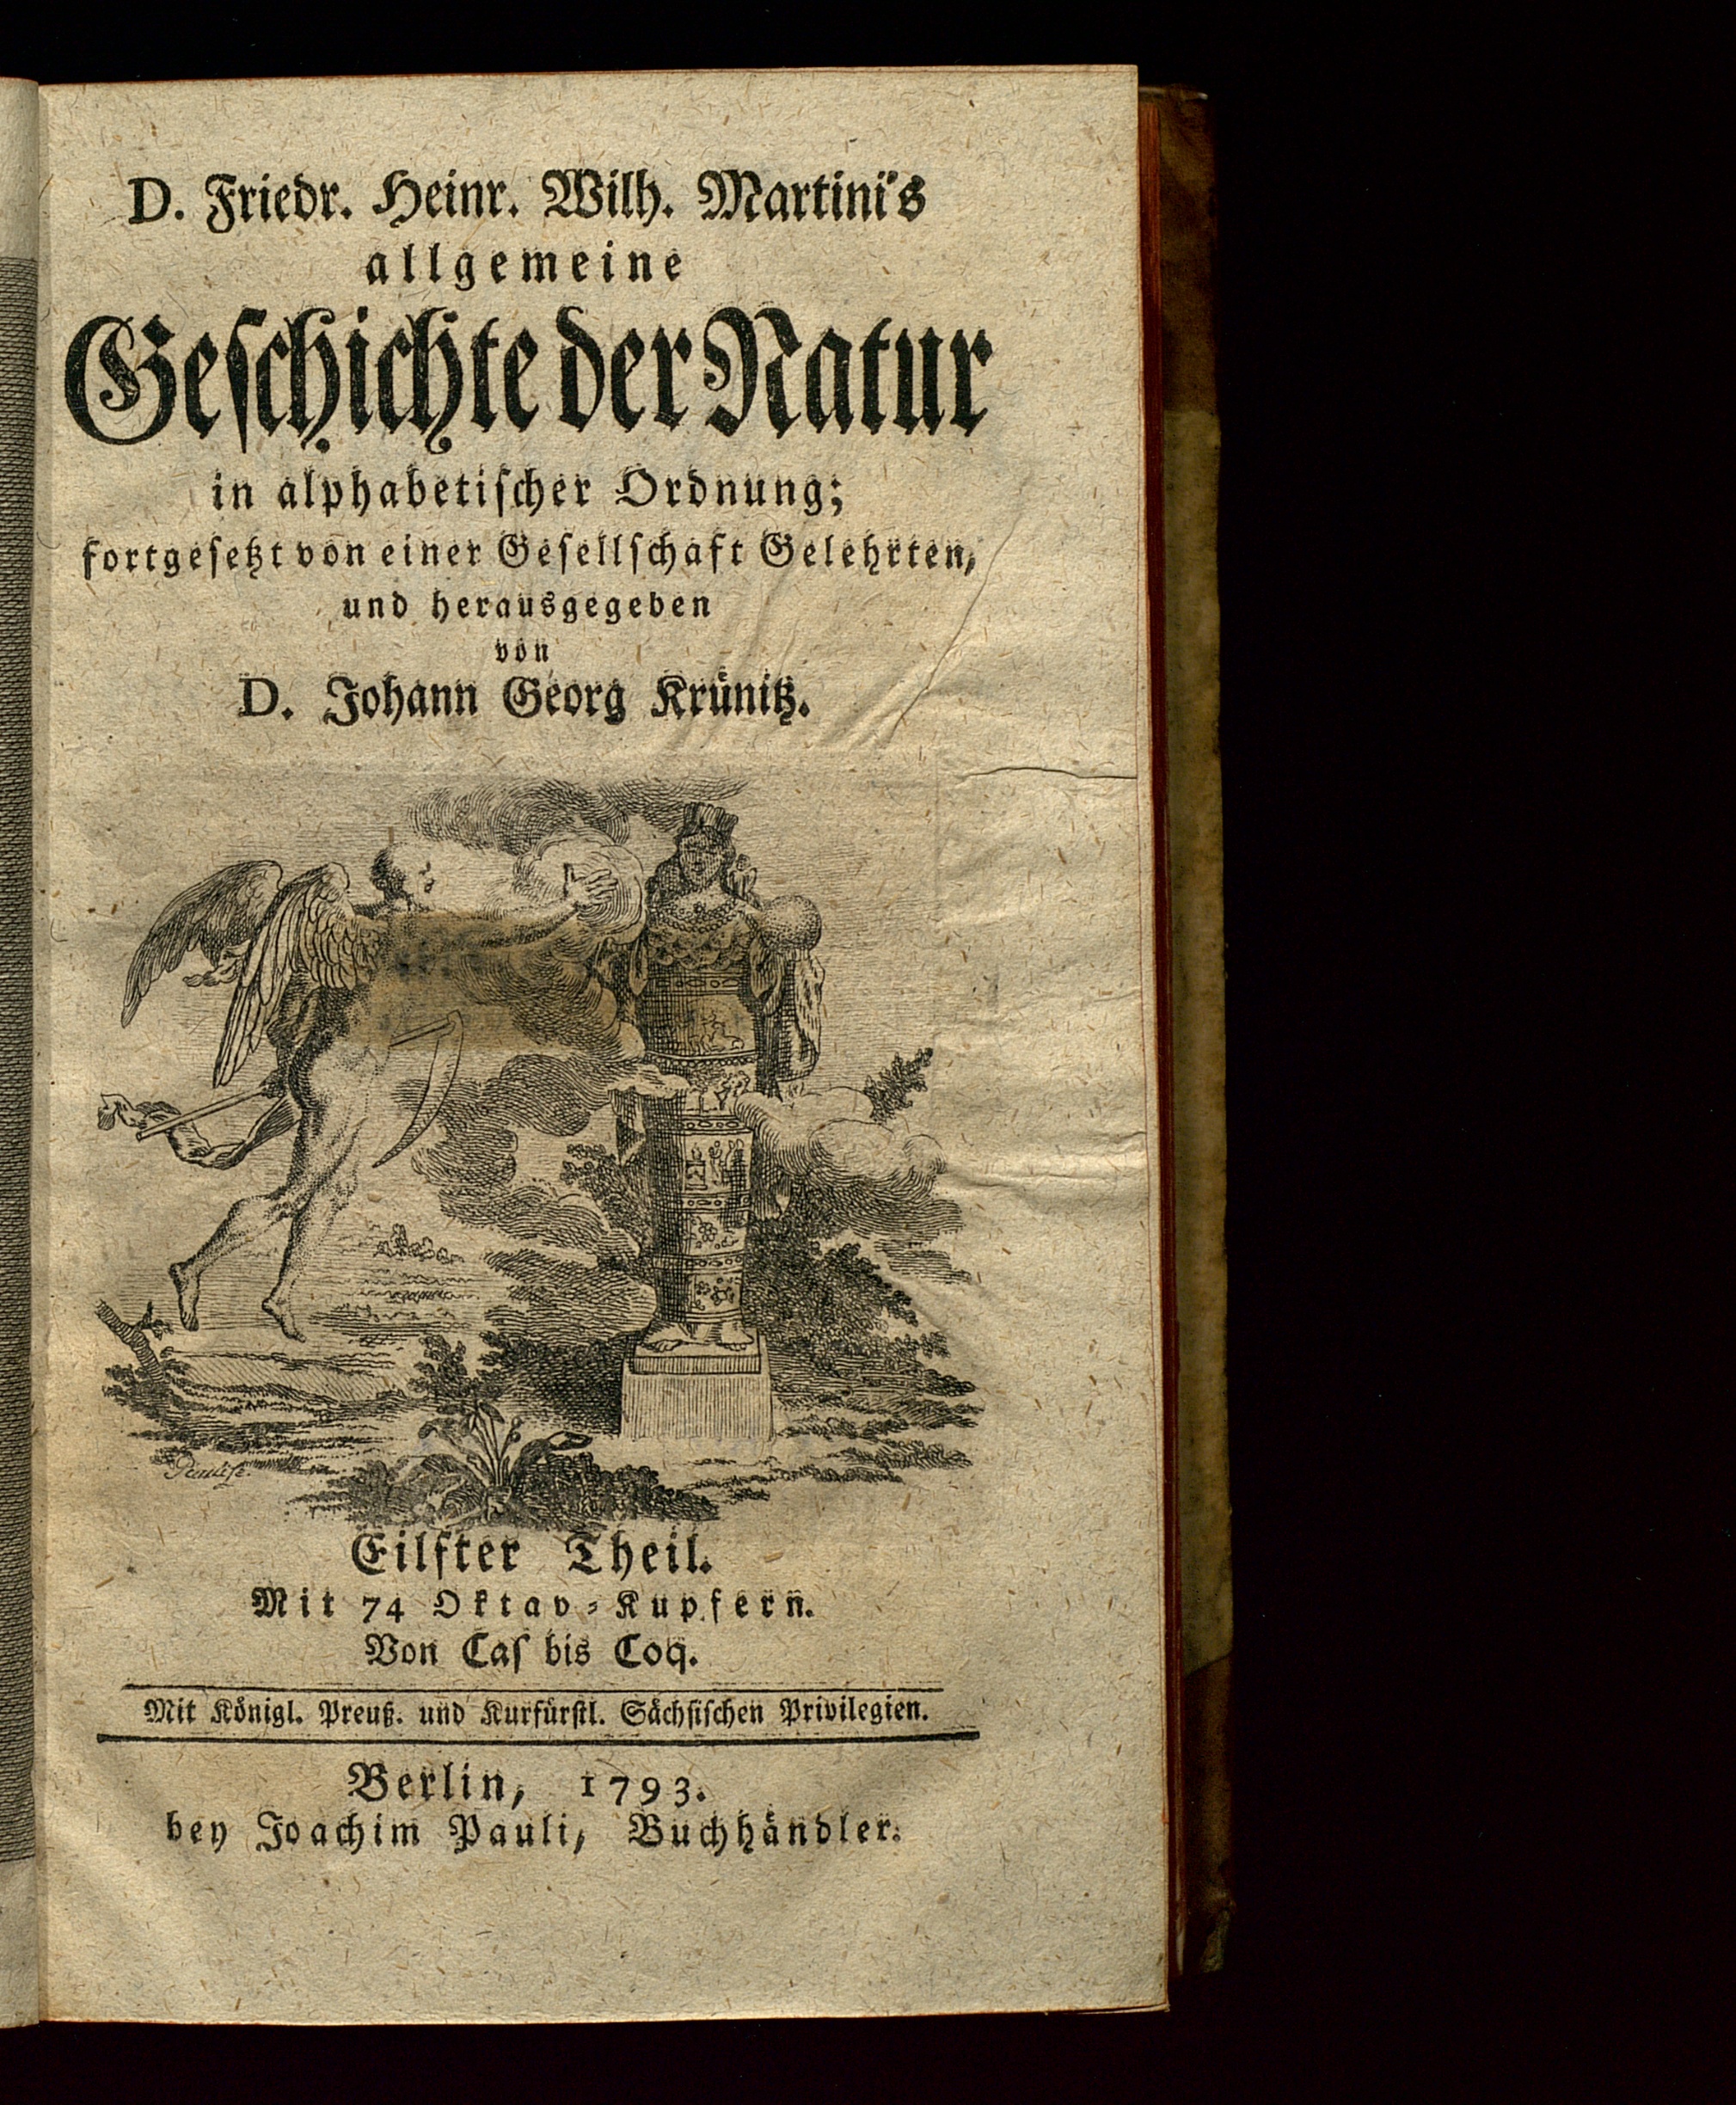 D. Friedr. Heinr. Wilh. Martini's
allgemeine
Geschichte der Natur
in alphabetischer Ordnung;
fortgesetzt von einer Gesellschaft Gelehrten,
und herausgegeben
von
D. Johann Georg Krünitz.
Eilfter Theil.
Mit 74 Oktav-Kupfern.
Von Caſ bis Coq.
Mit Königl. Preuß. und Kurfürstl. Sächsischen Privilegien.
Berlin, 1793.
bey Joachim Pauli, Buchhändler.